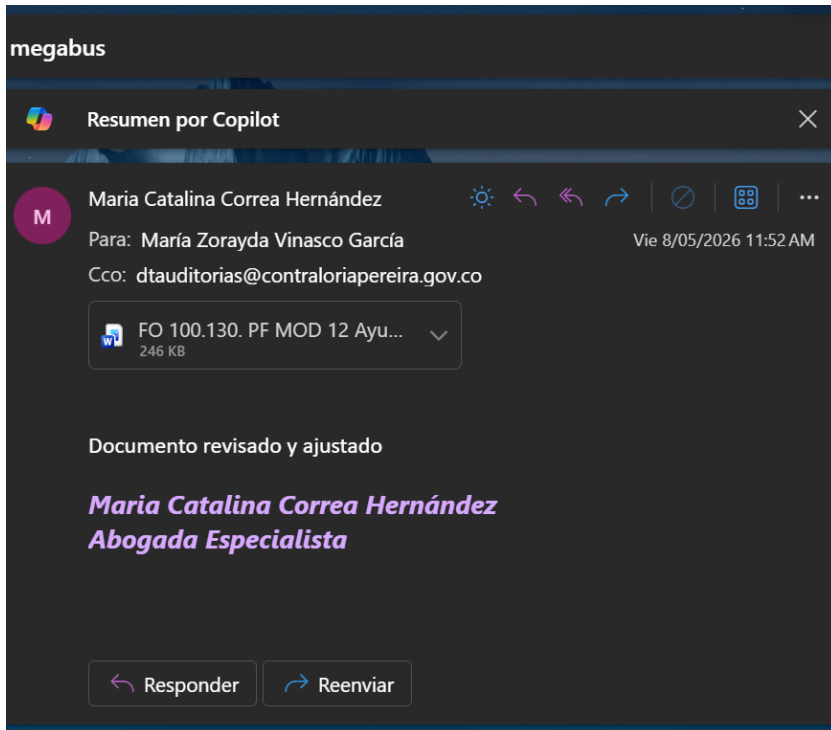 megabus
Resumen por Copilot
M
Maria Catalina Correa Hernández
Para: María Zorayda Vinasco García
Vie 8/05/2026 11:52 AM
Cco: dtauditorias@contraloriapereira.gov.co
FO 100.130. PF MOD 12 Ayu...
246 KB
Documento revisado y ajustado
Maria Catalina Correa Hernández
Abogada Especialista
Responder
Reenviar